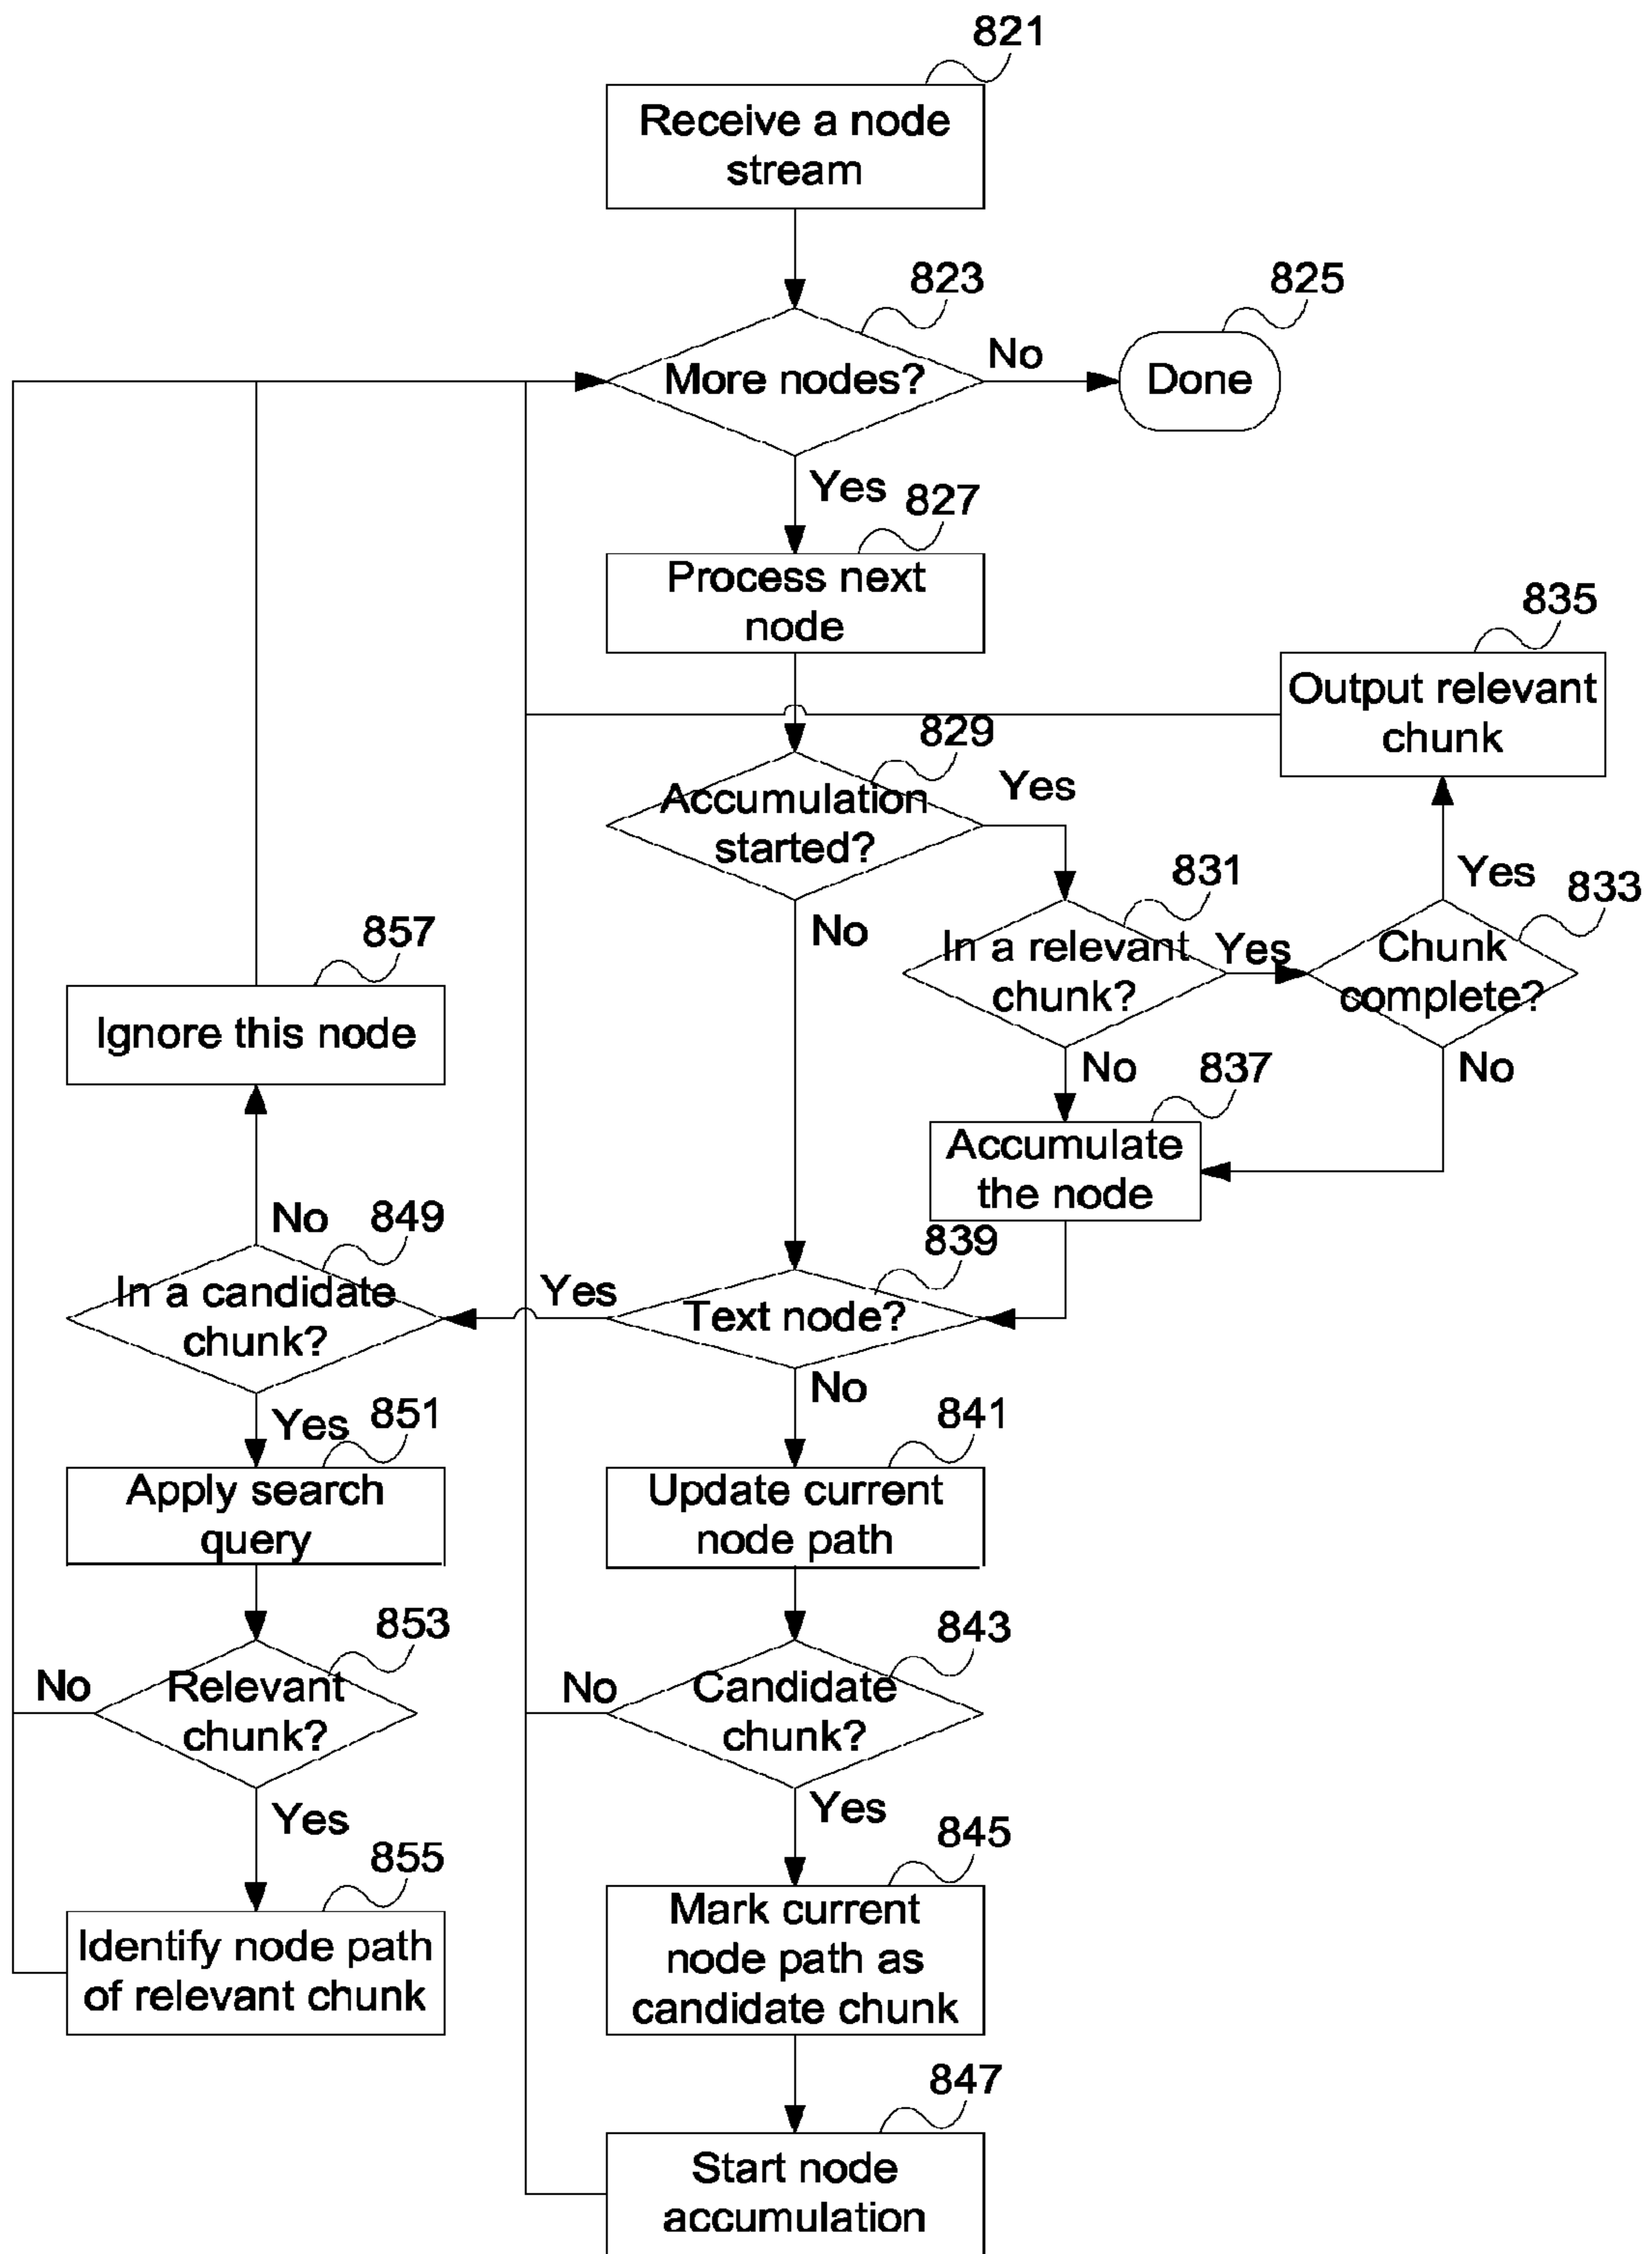 821
Receive a node
stream
823
825
More nodes?
No
Done
Yes
827
Process next
node
835
Output relevant
chunk
829
Accumulation
started?
Yes
831
Yes
833
In a relevant
chunk?
Yes
Chunk
complete?
No
857
Ignore this node
No
837
No
Accumulate
the node
No
849
839
In a candidate
chunk?
Yes
Text node?
No
Yes
851
841
Apply search
query
Update current
node path
853
843
No
Relevant
chunk?
No
Candidate
chunk?
Yes
Yes
855
845
Identify node path
of relevant chunk
Mark current
node path as
candidate chunk
847
Start node
accumulation